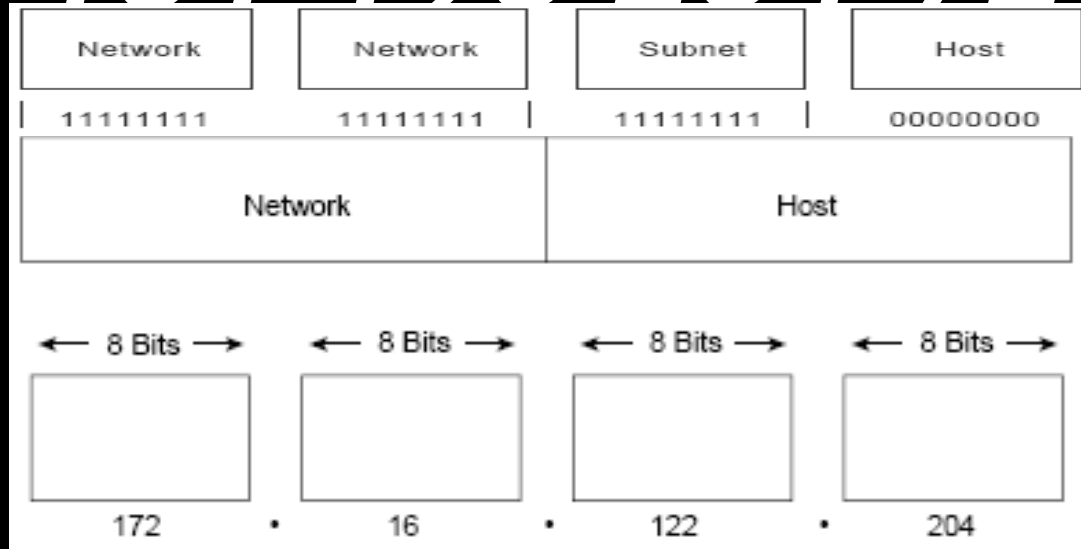 Network Network Subnet Host
11111111 11111111 11111111 00000000
Network Host
8 Bits 8 Bits 8 Bits 8 Bits
172 • 16 • 122 • 204